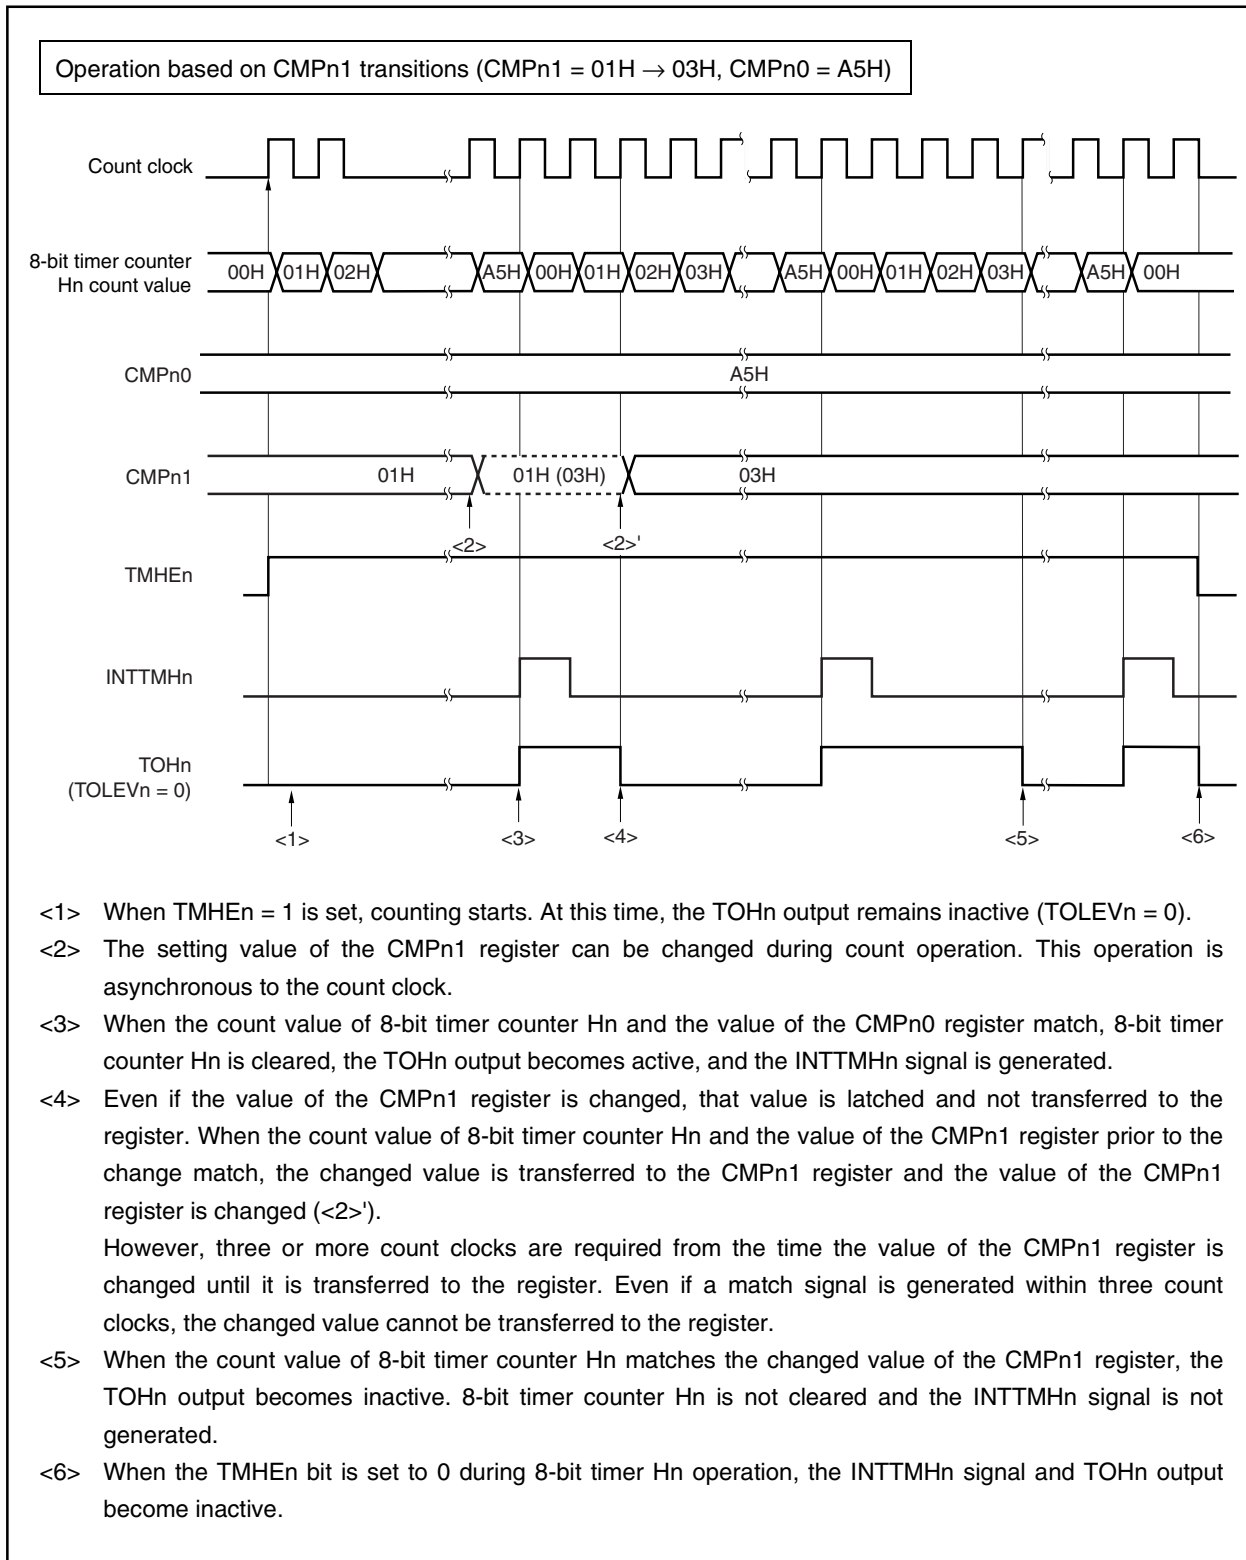 Operation based on CMPn1 transitions (CMPn1 = 01H → 03H, CMPn0 = A5H)
Count clock
8-bit timer counter
Hn count value
00H 01H 02H A5H 00H 01H 02H 03H A5H 00H 01H 02H 03H A5H 00H
CMPn0
A5H
CMPn1
01H 01H (03H) 03H
<2> <2>'
TMHEn
INTTMHn
TOHn
(TOLEVn = 0)
<1> <3> <4> <5> <6>
<1> When TMHEn = 1 is set, counting starts. At this time, the TOHn output remains inactive (TOLEVn = 0).
<2> The setting value of the CMPn1 register can be changed during count operation. This operation is
asynchronous to the count clock.
<3> When the count value of 8-bit timer counter Hn and the value of the CMPn0 register match, 8-bit timer
counter Hn is cleared, the TOHn output becomes active, and the INTTMHn signal is generated.
<4> Even if the value of the CMPn1 register is changed, that value is latched and not transferred to the
register. When the count value of 8-bit timer counter Hn and the value of the CMPn1 register prior to the
change match, the changed value is transferred to the CMPn1 register and the value of the CMPn1
register is changed (<2>').
However, three or more count clocks are required from the time the value of the CMPn1 register is
changed until it is transferred to the register. Even if a match signal is generated within three count
clocks, the changed value cannot be transferred to the register.
<5> When the count value of 8-bit timer counter Hn matches the changed value of the CMPn1 register, the
TOHn output becomes inactive. 8-bit timer counter Hn is not cleared and the INTTMHn signal is not
generated.
<6> When the TMHEn bit is set to 0 during 8-bit timer Hn operation, the INTTMHn signal and TOHn output
become inactive.